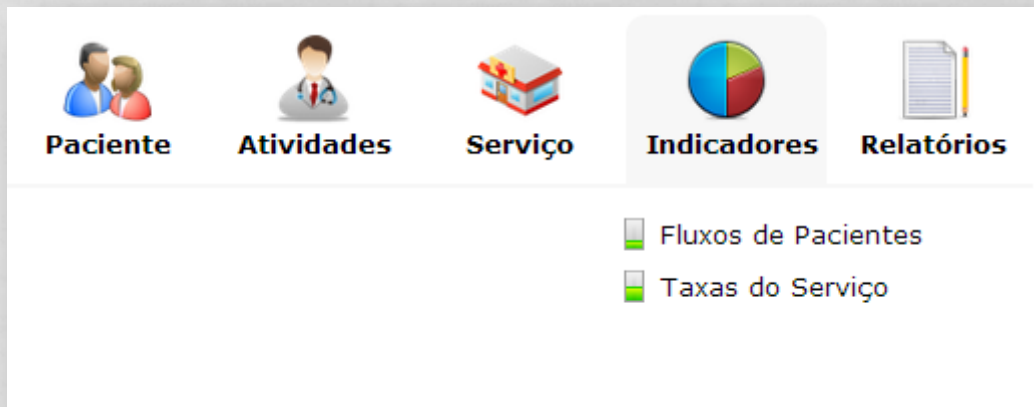 Paciente Atividades Serviço Indicadores Relatórios
Fluxos de Pacientes
Taxas do Serviço